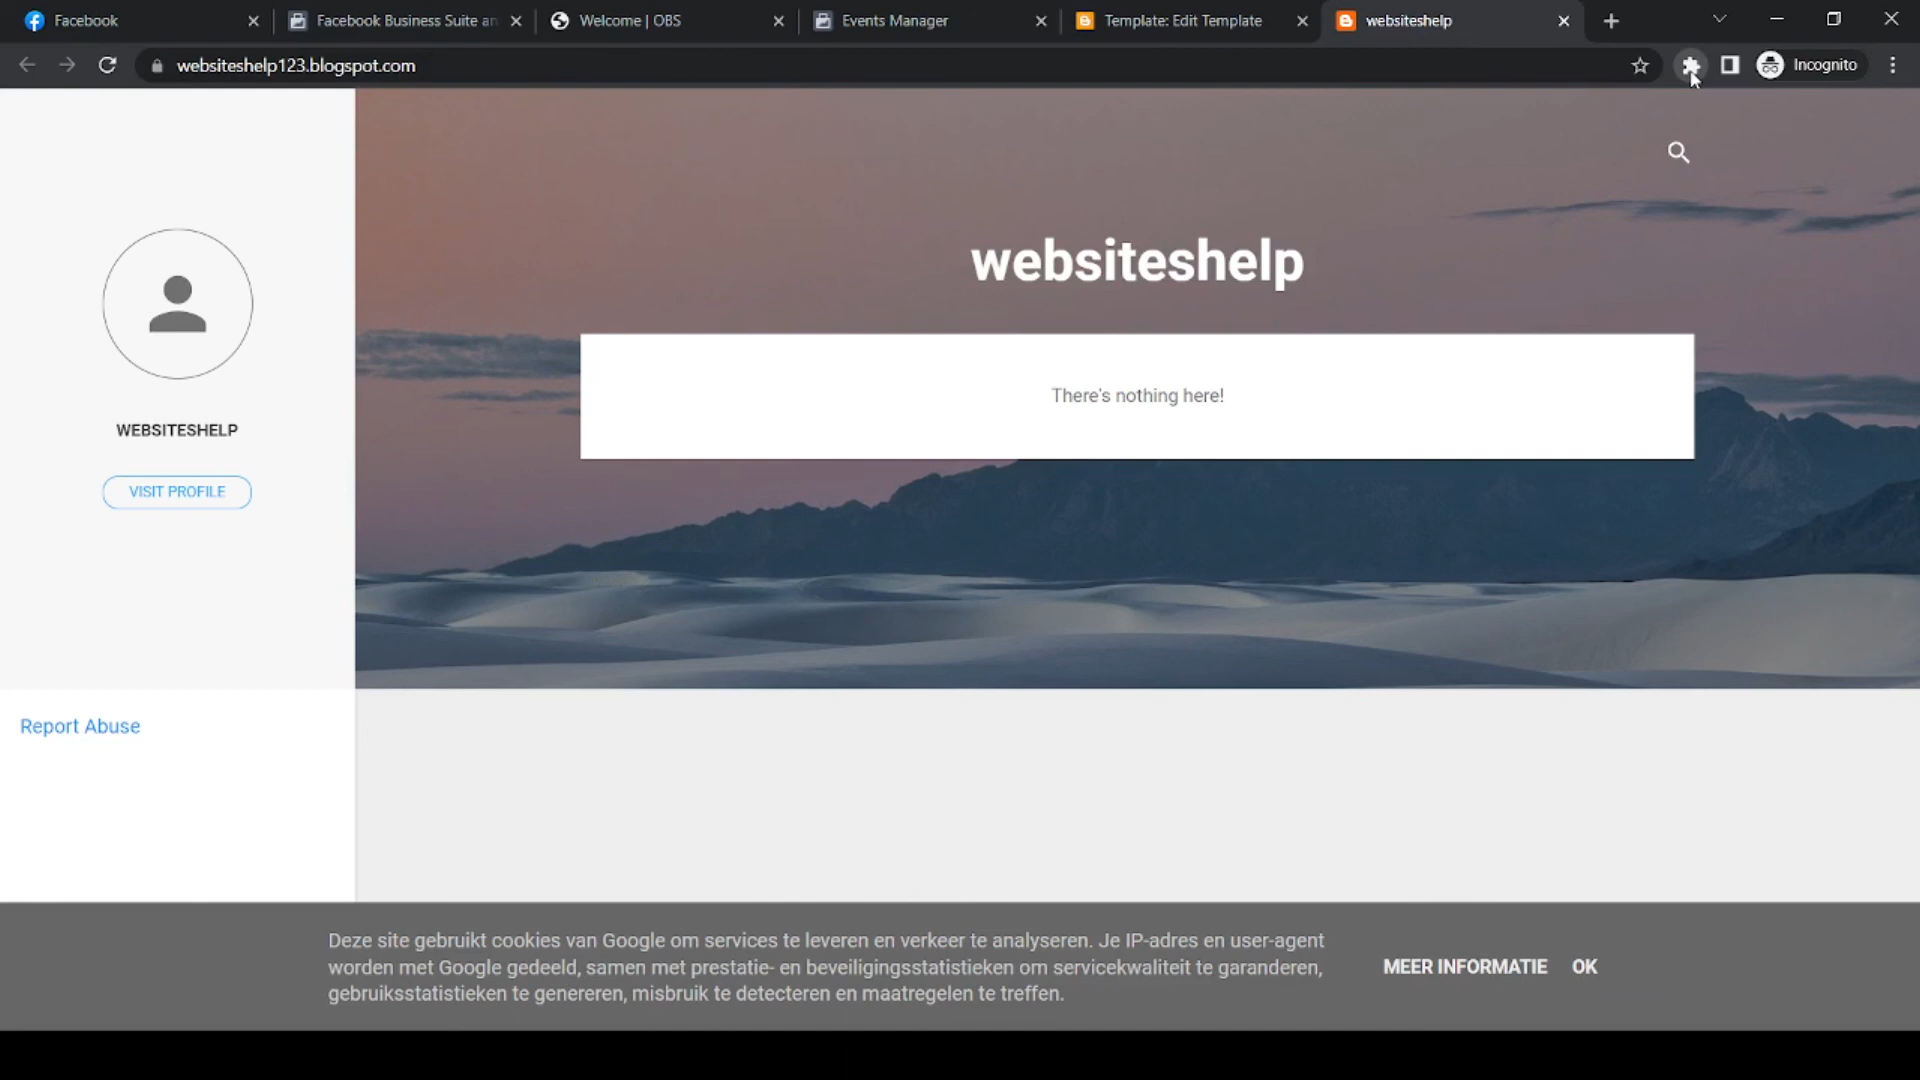 Facebook
Facebook Business Suite an
Welcome | OBS
Events Manager
Template: Edit Template
websiteshelp
websiteshelp123.blogspot.com
Incognito
websiteshelp
There's nothing here!
WEBSITESHELP
VISIT PROFILE
Report Abuse
Deze site gebruikt cookies van Google om services te leveren en verkeer te analyseren. Je IP-adres en user-agent
worden met Google gedeeld, samen met prestatie- en beveiligingsstatistieken om servicekwaliteit te garanderen,
gebruiksstatistieken te genereren, misbruik te detecteren en maatregelen te treffen.
MEER INFORMATIE OK